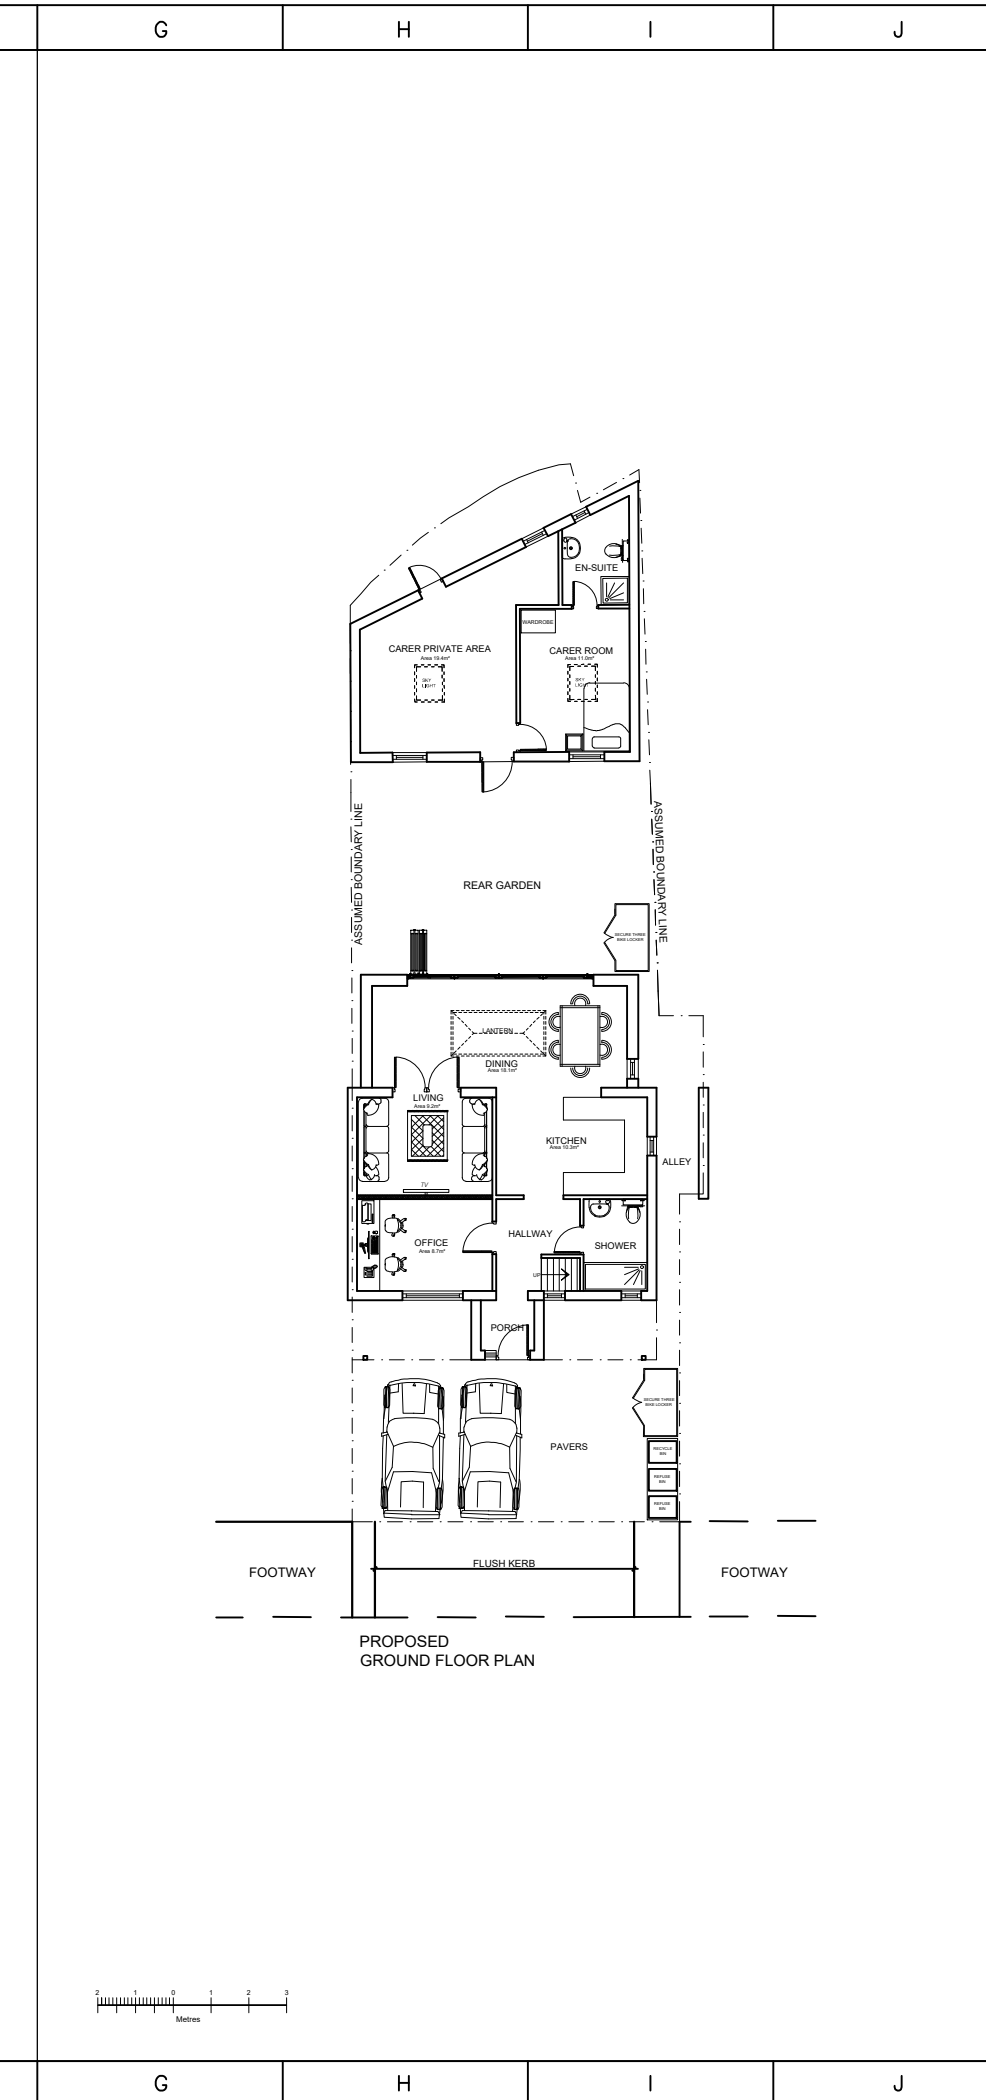 G H I J
EN-SUITE
WARDROBE
CARER PRIVATE AREA
Area 19.4m²
CARER ROOM
Area 11.0m²
SKY
LIGHT
SKY
LIGHT
ASSUMED BOUNDARY LINE
ASSUMED BOUNDARY LINE
REAR GARDEN
SECURE THREE
BIKE LOCKER
LANTERN
DINING
Area 18.1m²
LIVING
Area 9.2m²
KITCHEN
Area 10.3m²
ALLEY
TV
HALLWAY
OFFICE
Area 8.7m²
SHOWER
UP
PORCH
SECURE THREE
BIKE LOCKER
PAVERS
RECYCLE
BIN
REFUSE
BIN
REFUSE
BIN
FLUSH KERB
FOOTWAY
FOOTWAY
PROPOSED
GROUND FLOOR PLAN
2 1 0 1 2 3
Metres
G H I J